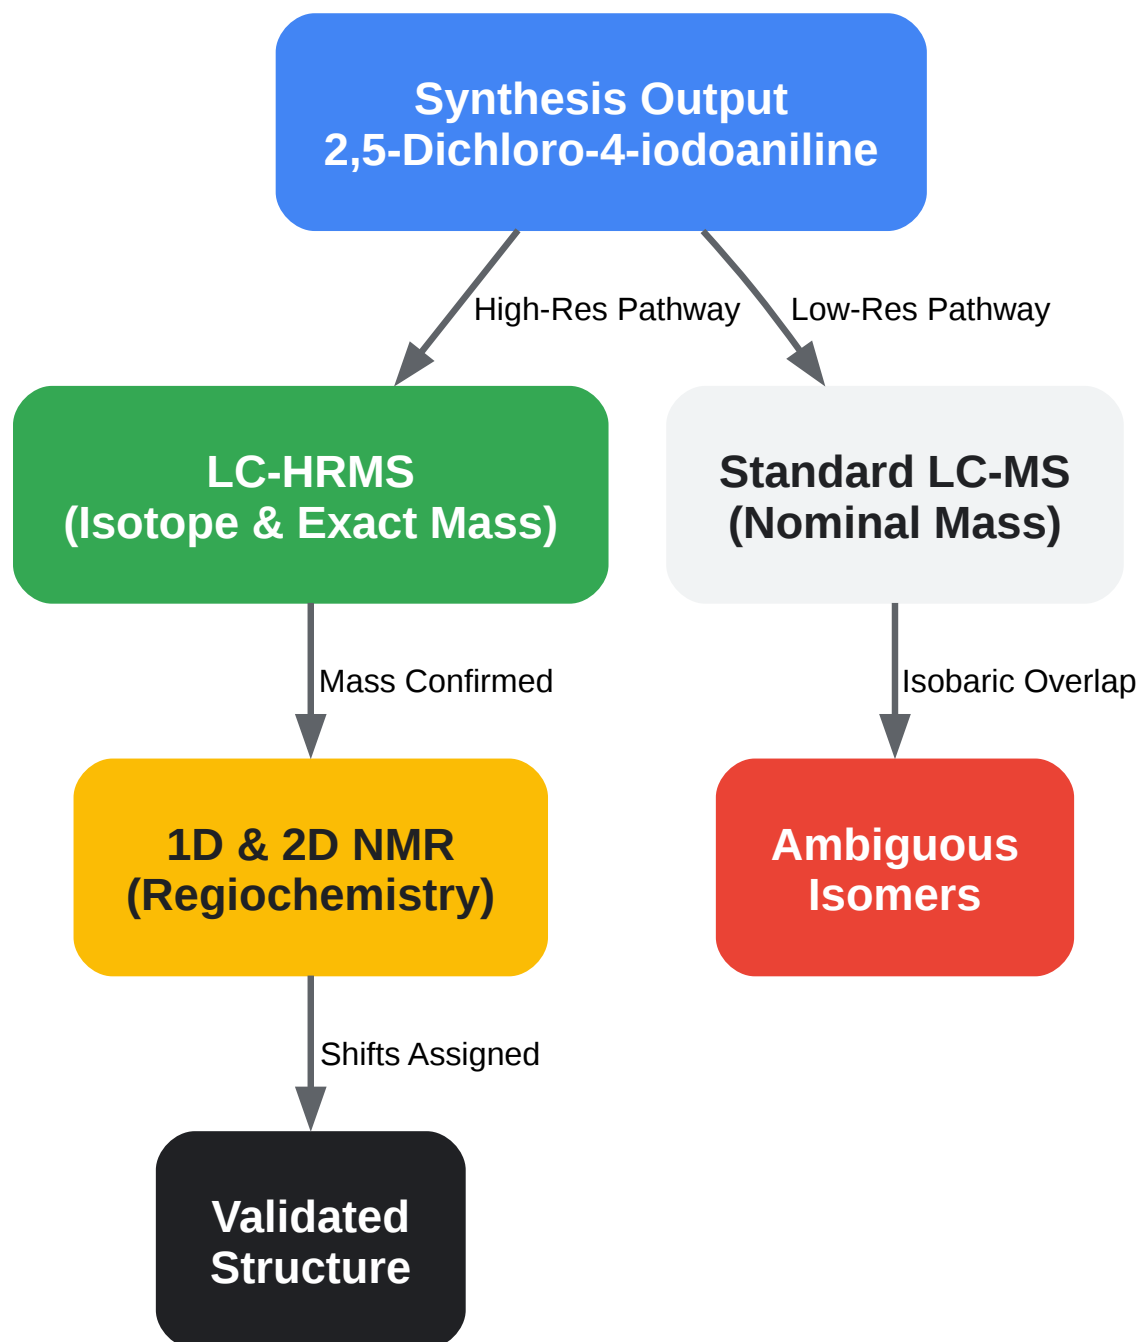 Synthesis Output
2,5-Dichloro-4-iodoaniline
High-Res Pathway
Low-Res Pathway
LC-HRMS
(Isotope & Exact Mass)
Standard LC-MS
(Nominal Mass)
Mass Confirmed
Isobaric Overlap
1D & 2D NMR
(Regiochemistry)
Ambiguous
Isomers
Shifts Assigned
Validated
Structure